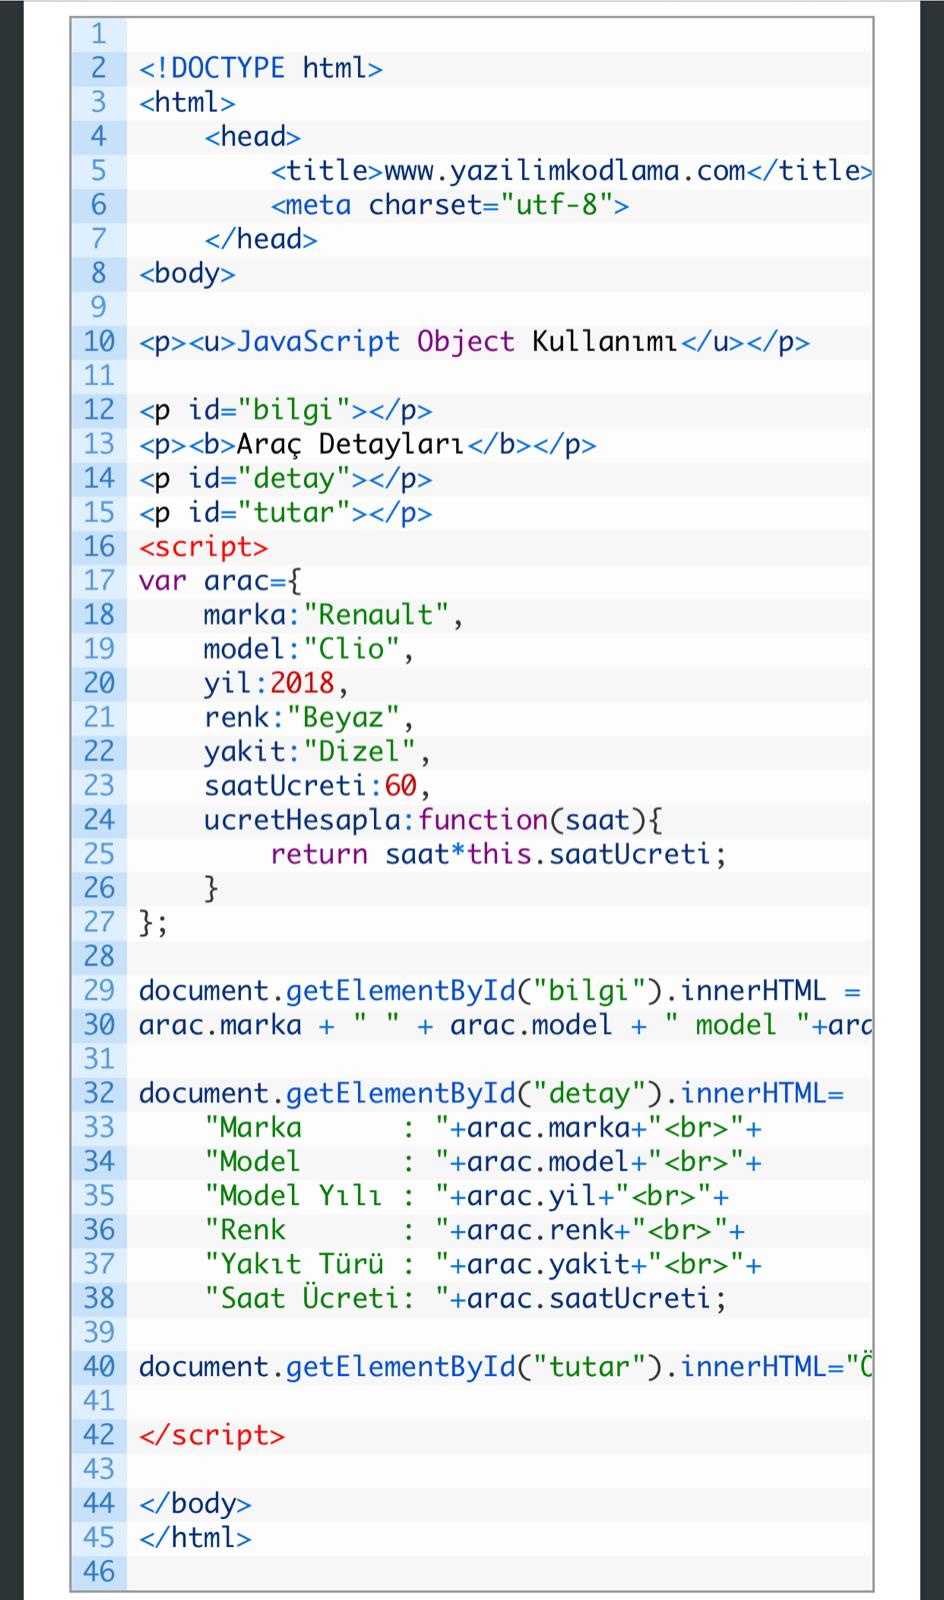 1
2 <!DOCTYPE html>
3 <html>
4     <head>
5         <title>www.yazilimkodlama.com</title>
6         <meta charset="utf-8">
7     </head>
8 <body>
9
10 <p><u>JavaScript Object Kullanımı</u></p>
11
12 <p id="bilgi"></p>
13 <p><b>Araç Detayları</b></p>
14 <p id="detay"></p>
15 <p id="tutar"></p>
16 <script>
17 var arac={
18     marka:"Renault",
19     model:"Clio",
20     yil:2018,
21     renk:"Beyaz",
22     yakit:"Dizel",
23     saatUcreti:60,
24     ucretHesapla:function(saat){
25         return saat*this.saatUcreti;
26     }
27 };
28
29 document.getElementById("bilgi").innerHTML =
30 arac.marka + " " + arac.model + " model "+arc
31
32 document.getElementById("detay").innerHTML=
33     "Marka      : "+arac.marka+"<br>"+
34     "Model      : "+arac.model+"<br>"+
35     "Model Yılı : "+arac.yil+"<br>"+
36     "Renk       : "+arac.renk+"<br>"+
37     "Yakıt Türü : "+arac.yakit+"<br>"+
38     "Saat Ücreti: "+arac.saatUcreti;
39
40 document.getElementById("tutar").innerHTML="Ö
41
42 </script>
43
44 </body>
45 </html>
46